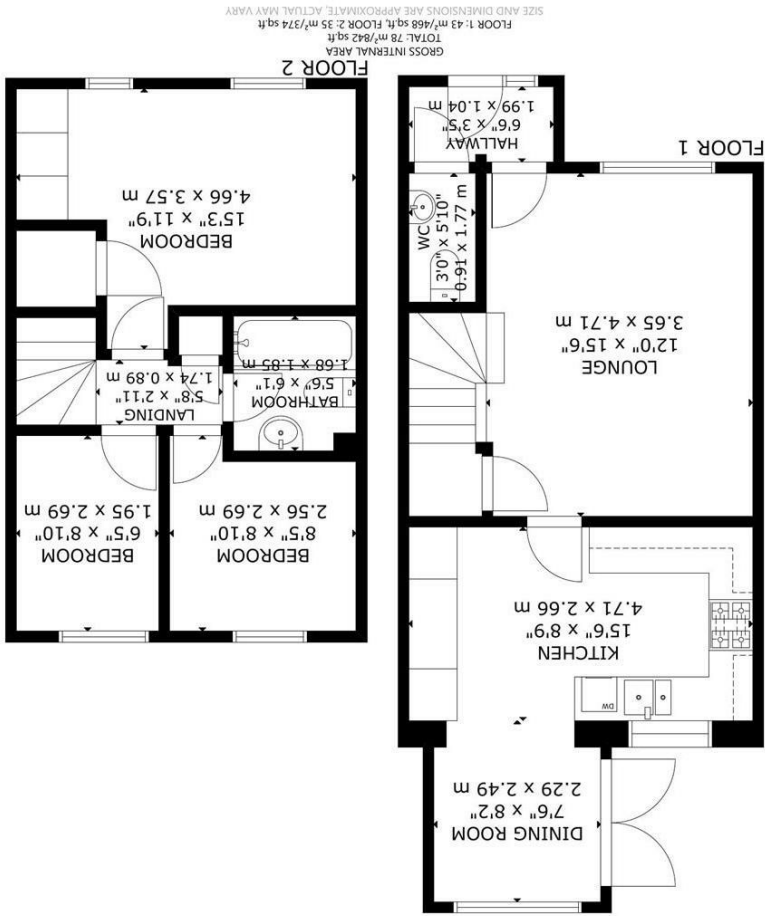 DINING ROOM
7'6" x 8'2"
2.29 x 2.49 m
DW
KITCHEN
15'6" x 8'9"
4.71 x 2.66 m
LOUNGE
12'0" x 15'6"
3.65 x 4.71 m
WC
3'0" x 5'10"
0.91 x 1.77 m
HALLWAY
6'6" x 3'5"
1.99 x 1.04 m
FLOOR 1
BEDROOM
8'5" x 8'10"
2.56 x 2.69 m
BEDROOM
6'5" x 8'10"
1.95 x 2.69 m
BATHROOM
5'6" x 6'1"
1.68 x 1.85 m
LANDING
5'8" x 2'11"
1.74 x 0.89 m
BEDROOM
15'3" x 11'9"
4.66 x 3.57 m
FLOOR 2
GROSS INTERNAL AREA
TOTAL: 78 m²/842 sq.ft
FLOOR 1: 43 m²/468 sq.ft, FLOOR 2: 35 m²/374 sq.ft
SIZE AND DIMENSIONS ARE APPROXIMATE, ACTUAL MAY VARY